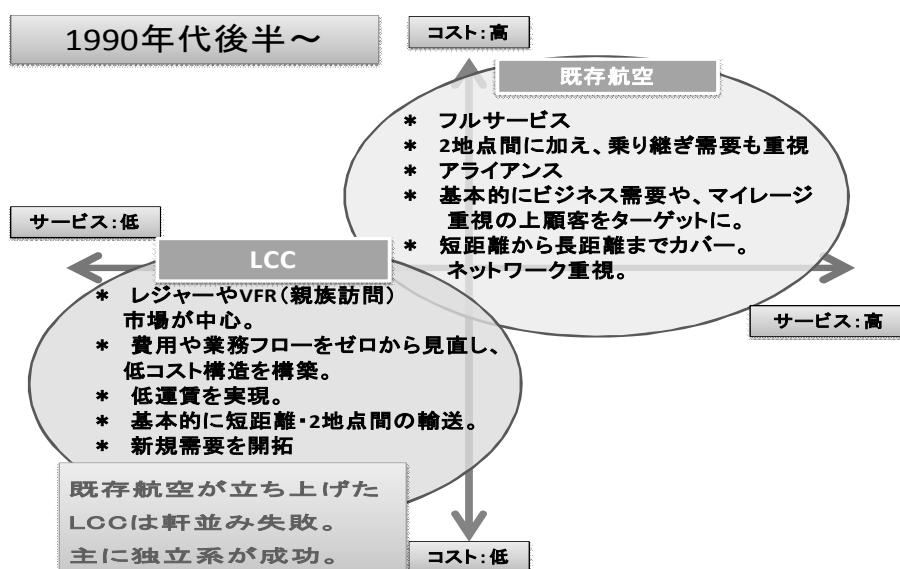 1990年代後半～
コスト：高
既存航空
＊ フルサービス
＊ 2地点間に加え、乗り継ぎ需要も重視
＊ アライアンス
＊ 基本的にビジネス需要や、マイレージ
重視の上顧客をターゲットに。
＊ 短距離から長距離までカバー。
ネットワーク重視。
サービス：低
サービス：高
LCC
＊ レジャーやVFR（親族訪問）
市場が中心。
＊ 費用や業務フローをゼロから見直し、
低コスト構造を構築。
＊ 低運賃を実現。
＊ 基本的に短距離・2地点間の輸送。
＊ 新規需要を開拓
既存航空が立ち上げた
LCCは軒並み失敗。
主に独立系が成功。
コスト：低